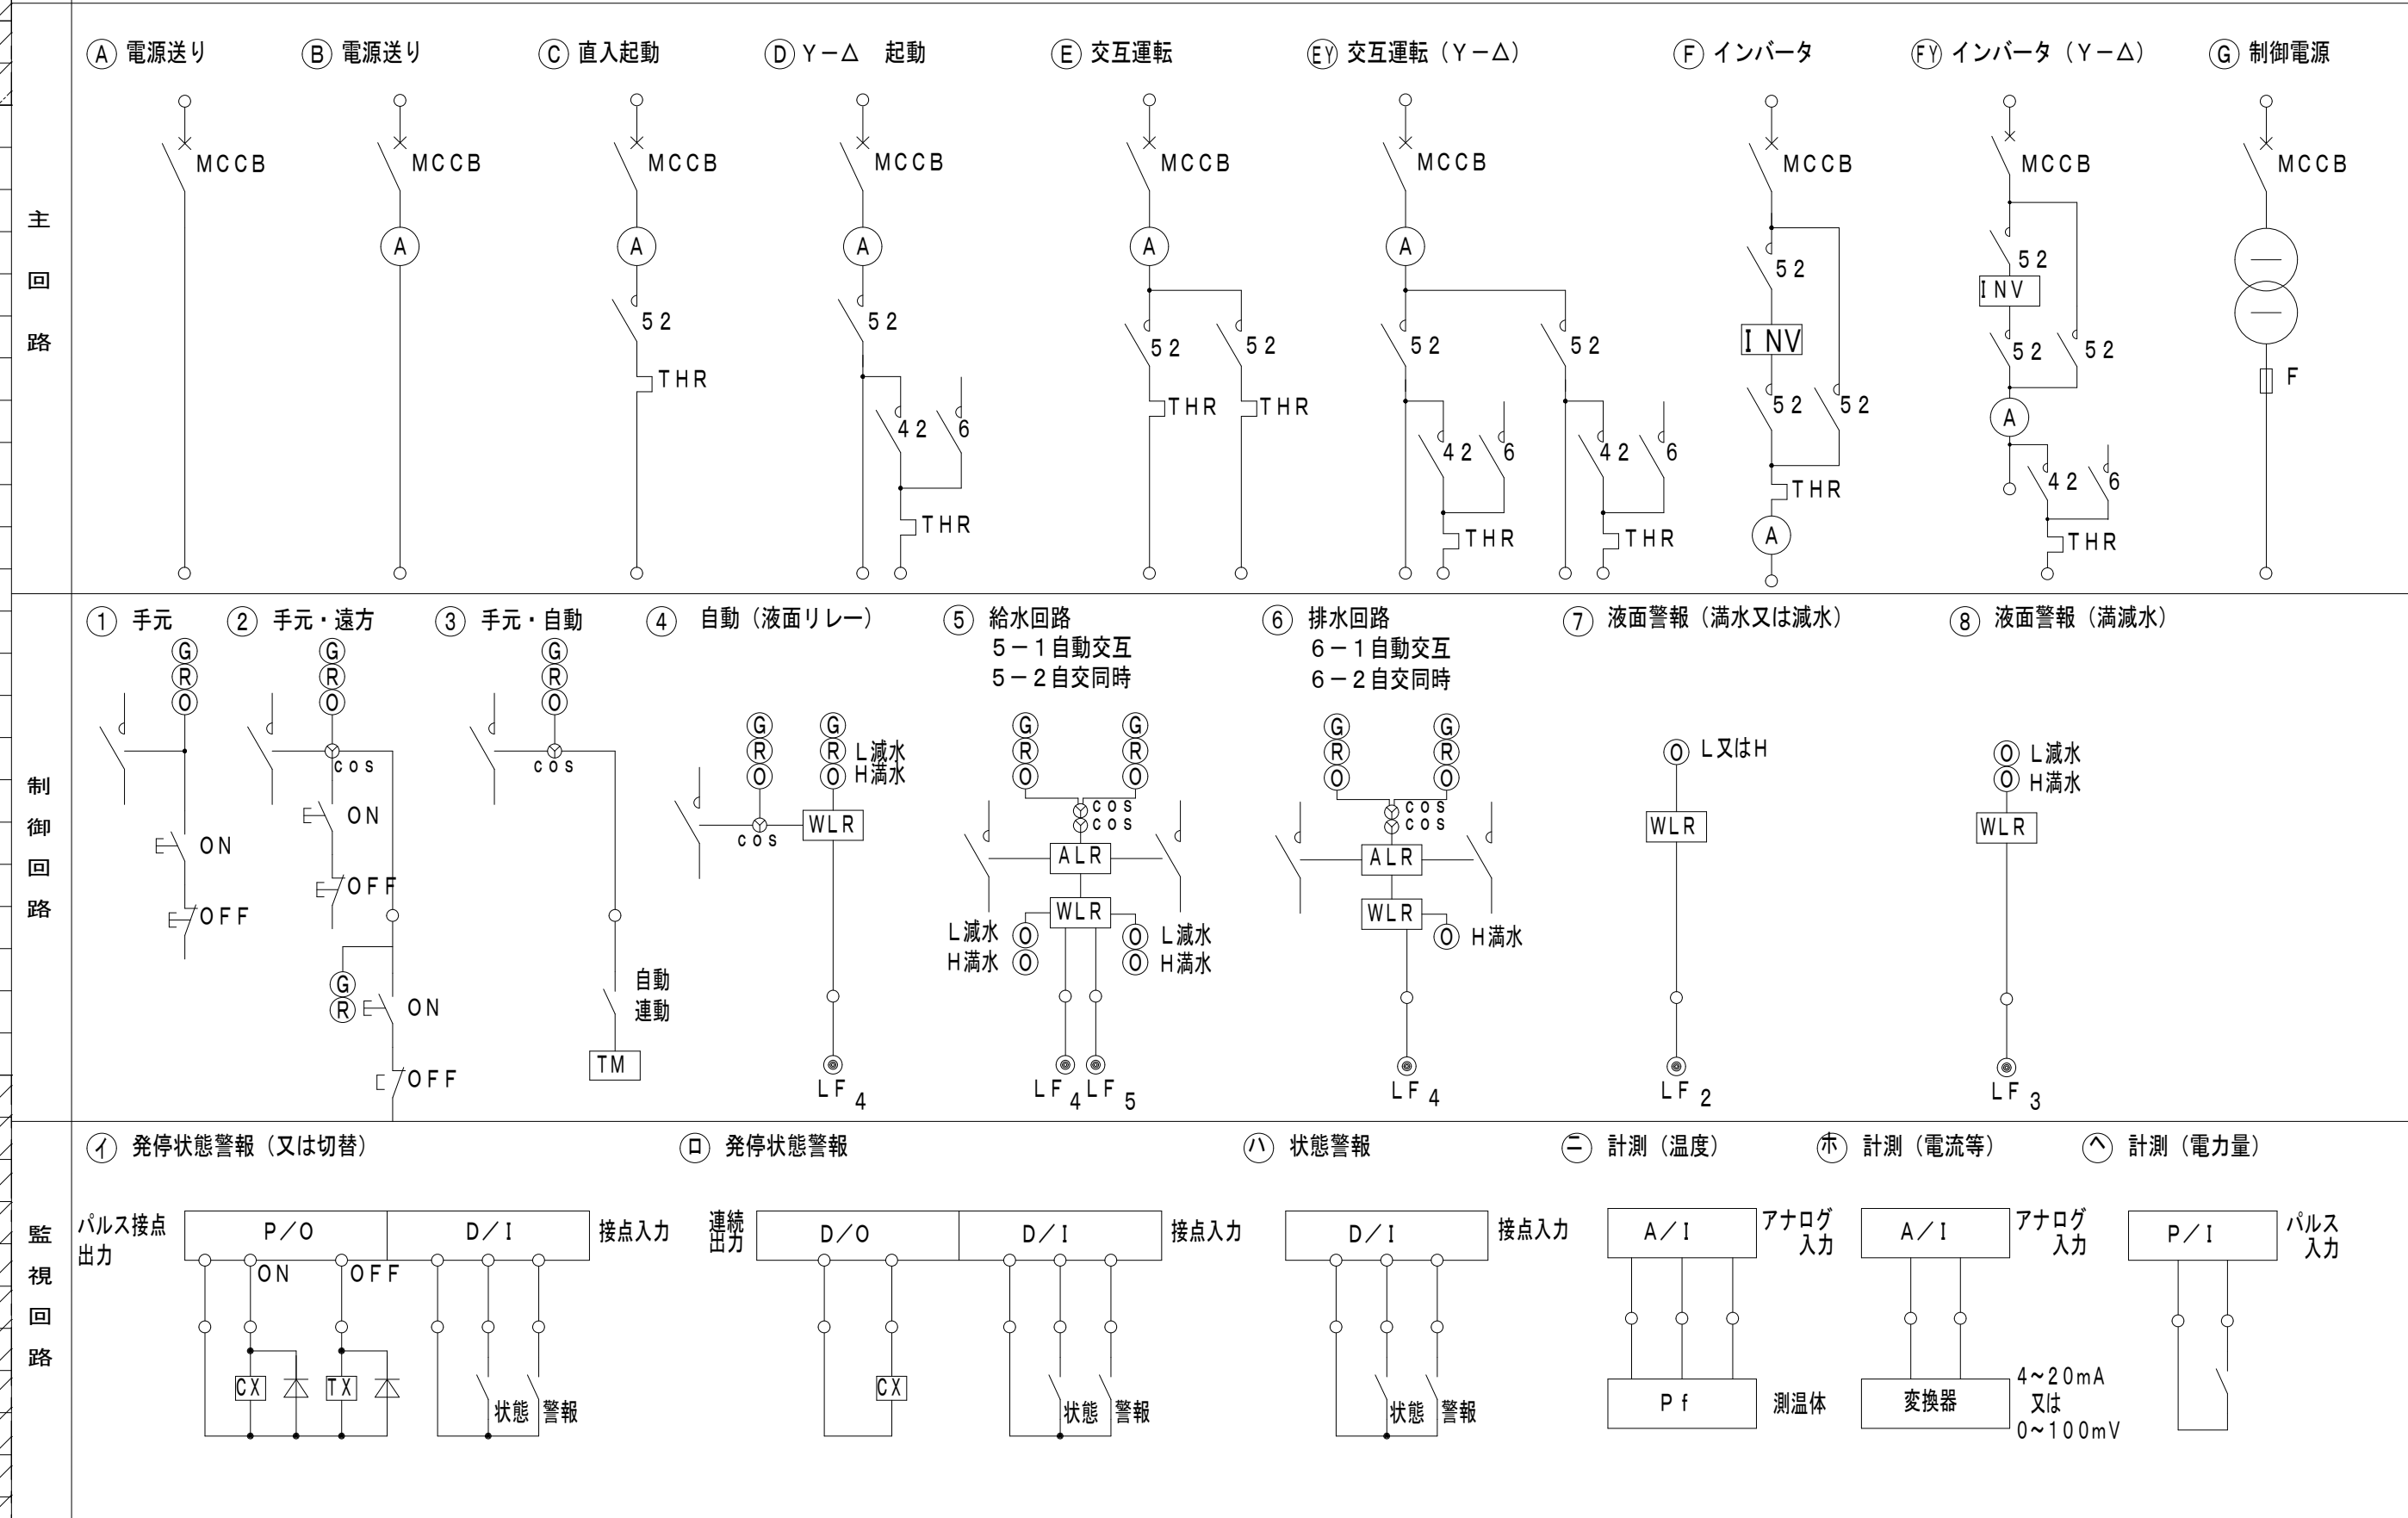 主回路
Ⓐ 電源送り
MCCB
Ⓑ 電源送り
MCCB
A
Ⓒ 直入起動
MCCB
A
52
THR
Ⓓ Y－△ 起動
MCCB
A
52
42 6
THR
Ⓔ 交互運転
MCCB
A
52 52
THR THR
EY 交互運転（Y－△）
MCCB
A
52 52
42 6 42 6
THR THR
Ⓕ インバータ
MCCB
52
INV
52 52
THR
A
FY インバータ（Y－△）
MCCB
52
INV
52 52
A
42 6
THR
Ⓖ 制御電源
MCCB
F
制御回路
① 手元
G
R
O
ON
OFF
② 手元・遠方
G
R
O
cos
ON
OFF
G
R
ON
OFF
③ 手元・自動
G
R
O
cos
自動
連動
TM
④ 自動（液面リレー）
G G
R R L減水
O O H満水
cos WLR
LF4
⑤ 給水回路
5－1自動交互
5－2自交同時
G G
R R
O O
cos
cos
ALR
WLR
L減水 O O L減水
H満水 O O H満水
LF4 LF5
⑥ 排水回路
6－1自動交互
6－2自交同時
G G
R R
O O
cos
cos
ALR
WLR
O H満水
LF4
⑦ 液面警報（満水又は減水）
O L又はH
WLR
LF2
⑧ 液面警報（満減水）
O L減水
O H満水
WLR
LF3
監視回路
イ 発停状態警報（又は切替）
パルス接点
出力
P／O D／I 接点入力
ON OFF
CX TX
状態 警報
ロ 発停状態警報
連続
出力
D／O D／I 接点入力
CX
状態 警報
ハ 状態警報
D／I 接点入力
状態 警報
ニ 計測（温度）
A／I アナログ
入力
Pf 測温体
ホ 計測（電流等）
A／I アナログ
入力
変換器
4~20mA
又は
0~100mV
ヘ 計測（電力量）
P／I パルス
入力